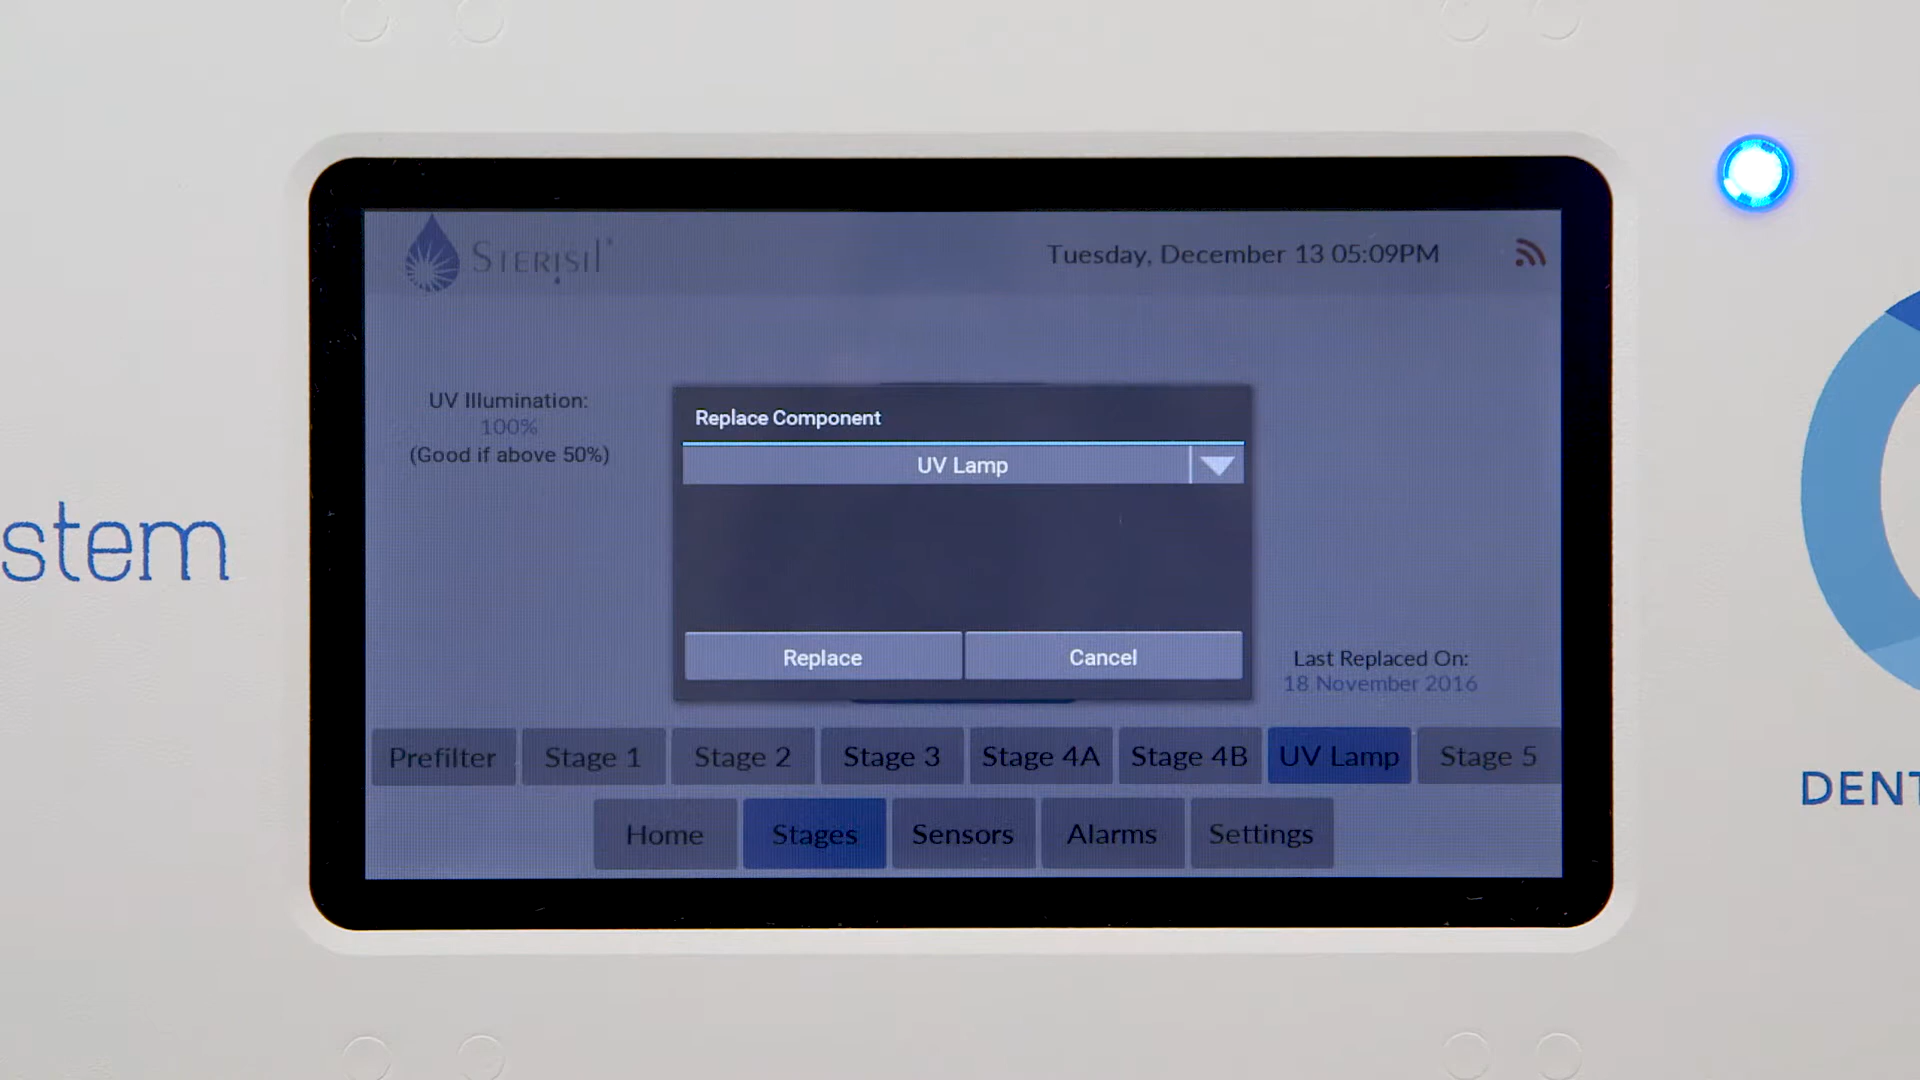 STERISIL®
Tuesday, December 13 05:09PM
UV Illumination:
100%
(Good if above 50%)
Replace Component
UV Lamp
Replace
Cancel
Last Replaced On:
18 November 2016
Prefilter
Stage 1
Stage 2
Stage 3
Stage 4A
Stage 4B
UV Lamp
Stage 5
Home
Stages
Sensors
Alarms
Settings
stem
DENT